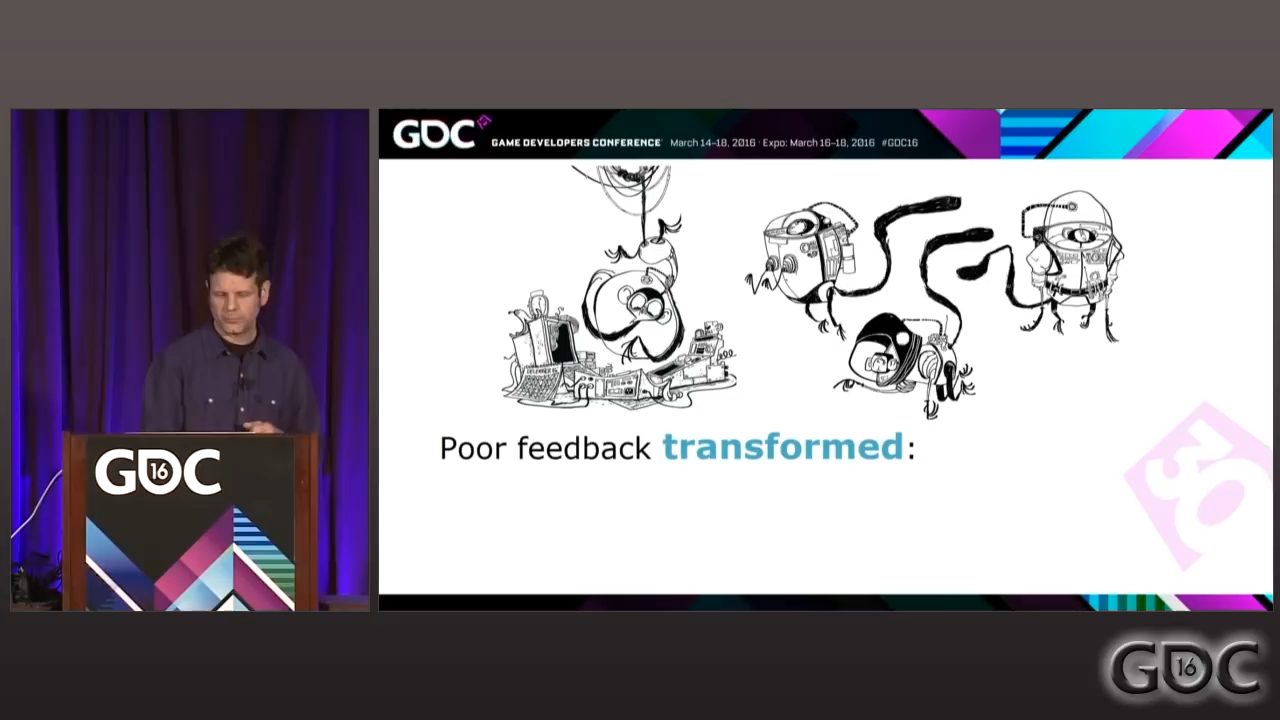 GDC
GAME DEVELOPERS CONFERENCE March 14-18, 2016 · Expo: March 16-18, 2016 #GDC16
Poor feedback transformed:
30
GDC
16
GDC
16